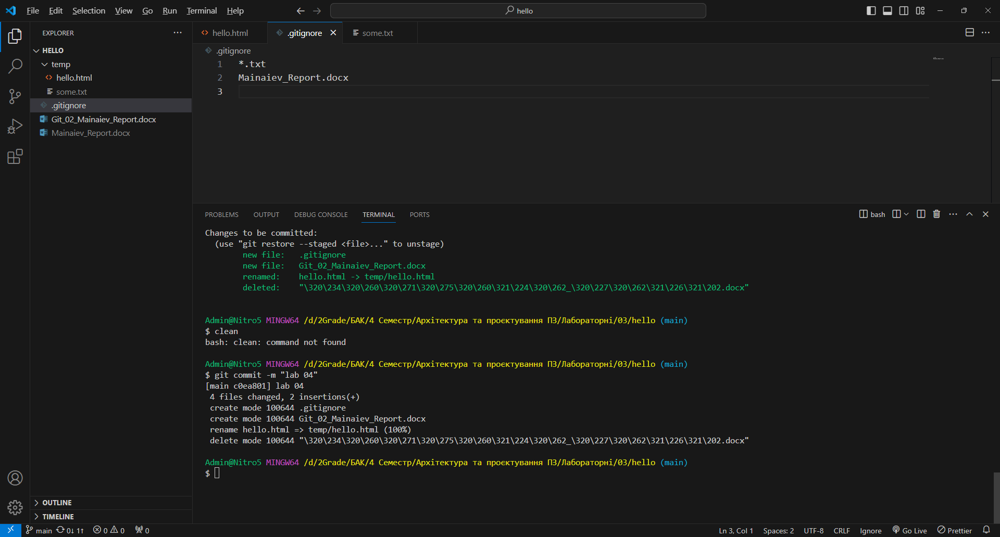 File Edit Selection View Go Run Terminal Help
hello
EXPLORER
HELLO
temp
hello.html
some.txt
.gitignore
Git_02_Mainaiev_Report.docx
Mainaiev_Report.docx
OUTLINE
TIMELINE
hello.html .gitignore some.txt
.gitignore
1 *.txt
2 Mainaiev_Report.docx
3
PROBLEMS OUTPUT DEBUG CONSOLE TERMINAL PORTS
bash
Changes to be committed:
(use "git restore --staged <file>..." to unstage)
new file: .gitignore
new file: Git_02_Mainaiev_Report.docx
renamed: hello.html -> temp/hello.html
deleted: "\320\234\320\260\320\271\320\275\320\260\321\224\320\262_\320\227\320\262\321\226\321\202.docx"
Admin@Nitro5 MINGW64 /d/2Grade/БАК/4 Семестр/Архітектура та проєктування ПЗ/Лабораторні/03/hello (main)
$ clean
bash: clean: command not found
Admin@Nitro5 MINGW64 /d/2Grade/БАК/4 Семестр/Архітектура та проєктування ПЗ/Лабораторні/03/hello (main)
$ git commit -m "lab 04"
[main c0ea801] lab 04
4 files changed, 2 insertions(+)
create mode 100644 .gitignore
create mode 100644 Git_02_Mainaiev_Report.docx
rename hello.html => temp/hello.html (100%)
delete mode 100644 "\320\234\320\260\320\271\320\275\320\260\321\224\320\262_\320\227\320\262\321\226\321\202.docx"
Admin@Nitro5 MINGW64 /d/2Grade/БАК/4 Семестр/Архітектура та проєктування ПЗ/Лабораторні/03/hello (main)
$
main 0↓ 1↑ 0 0 0 Ln 3, Col 1 Spaces: 2 UTF-8 CRLF Ignore Go Live Prettier